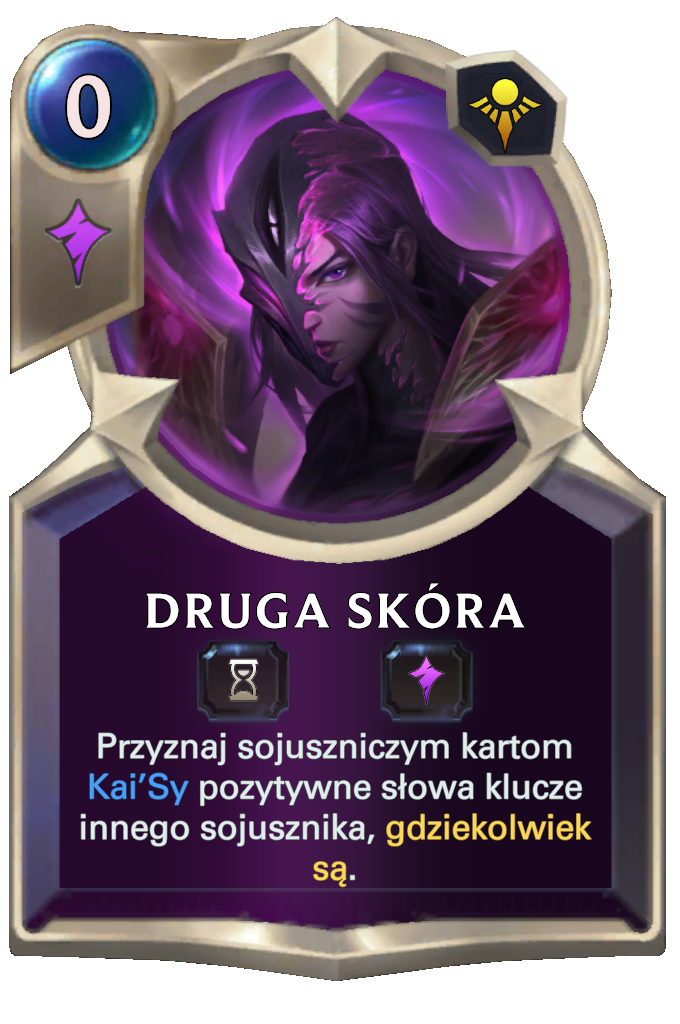 0
DRUGA SKÓRA
Przyznaj sojuszniczym kartom
Kai'Sy pozytywne słowa klucze
innego sojusznika, gdziekolwiek
są.